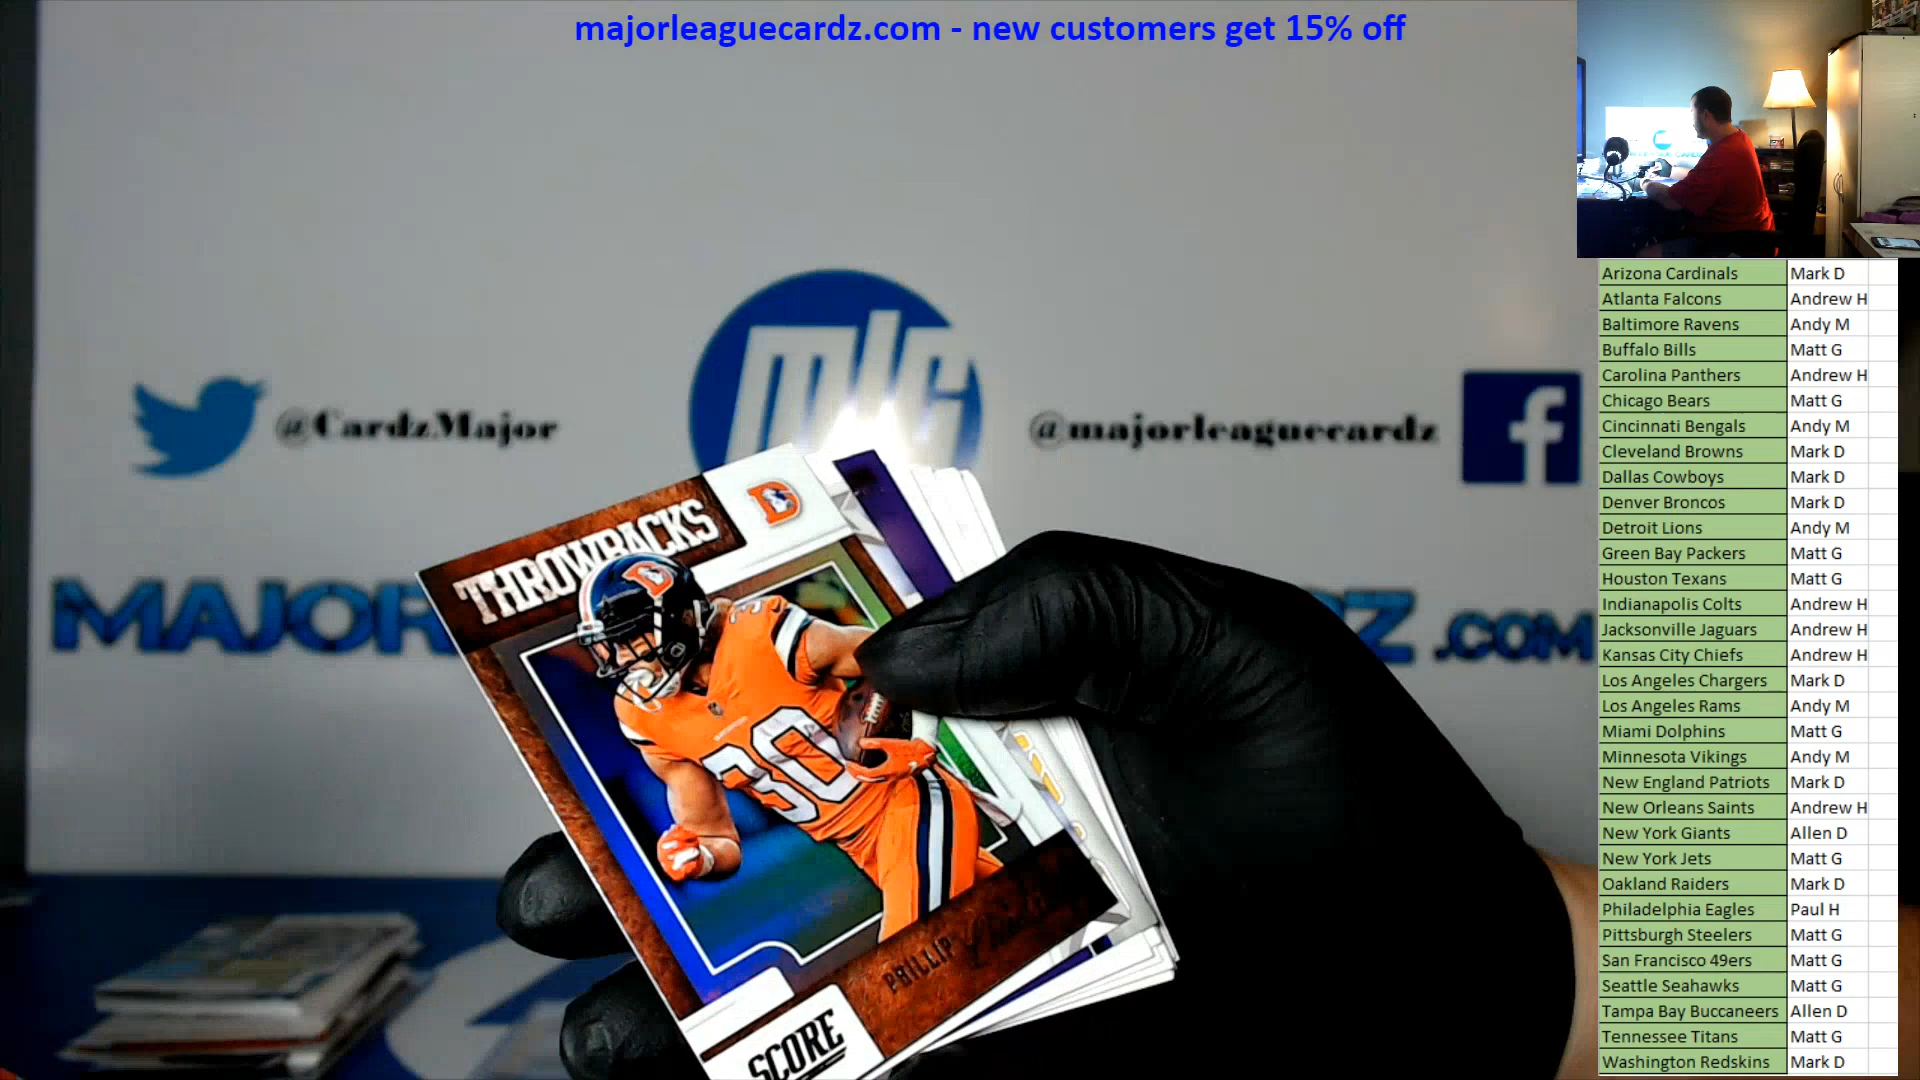 majorleaguecardz.com - new customers get 15% off
@CardzMajor
mlc
@majorleaguecardz
f
MAJOR
Z.COM
THROWBACKS
D
30
PHILLIP
SCORE
Arizona Cardinals Mark D
Atlanta Falcons Andrew H
Baltimore Ravens Andy M
Buffalo Bills Matt G
Carolina Panthers Andrew H
Chicago Bears Matt G
Cincinnati Bengals Andy M
Cleveland Browns Mark D
Dallas Cowboys Mark D
Denver Broncos Mark D
Detroit Lions Andy M
Green Bay Packers Matt G
Houston Texans Matt G
Indianapolis Colts Andrew H
Jacksonville Jaguars Andrew H
Kansas City Chiefs Andrew H
Los Angeles Chargers Mark D
Los Angeles Rams Andy M
Miami Dolphins Matt G
Minnesota Vikings Andy M
New England Patriots Mark D
New Orleans Saints Andrew H
New York Giants Allen D
New York Jets Matt G
Oakland Raiders Mark D
Philadelphia Eagles Paul H
Pittsburgh Steelers Matt G
San Francisco 49ers Matt G
Seattle Seahawks Matt G
Tampa Bay Buccaneers Allen D
Tennessee Titans Matt G
Washington Redskins Mark D